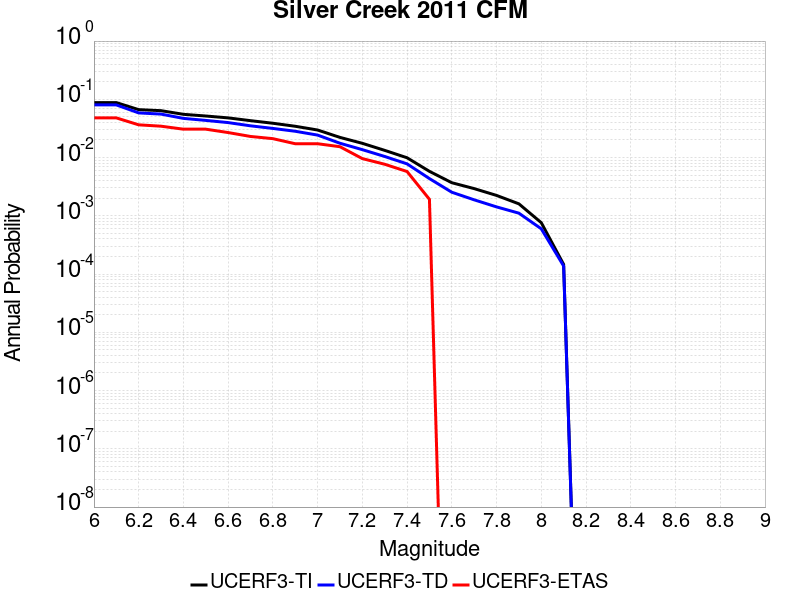 Silver Creek 2011 CFM
10^0
10^-1
10^-2
10^-3
10^-4
10^-5
10^-6
10^-7
10^-8
Annual Probability
6 6.2 6.4 6.6 6.8 7 7.2 7.4 7.6 7.8 8 8.2 8.4 8.6 8.8 9
Magnitude
UCERF3-TI UCERF3-TD UCERF3-ETAS